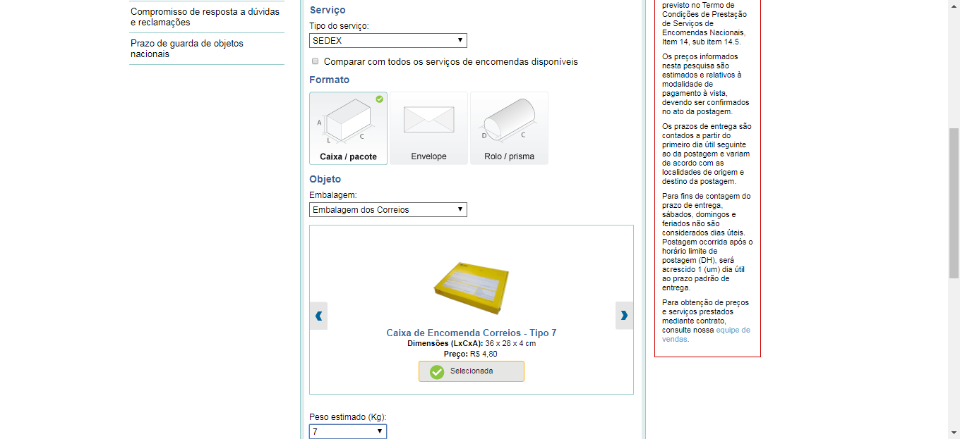 Compromisso de resposta a dúvidas
e reclamações
Prazo de guarda de objetos
nacionais
Serviço
Tipo do serviço:
SEDEX
Comparar com todos os serviços de encomendas disponíveis
Formato
A
L
C
Caixa / pacote
Envelope
D
C
Rolo / prisma
Objeto
Embalagem:
Embalagem dos Correios
Caixa de Encomenda Correios - Tipo 7
Dimensões (LxCxA): 36 x 28 x 4 cm
Preço: R$ 4,80
Selecionada
Peso estimado (Kg):
7
previsto no Termo de
Condições de Prestação
de Serviços de
Encomendas Nacionais,
Item 14, sub item 14.5.
Os preços informados
nesta pesquisa são
estimados e relativos à
modalidade de
pagamento à vista,
devendo ser confirmados
no ato da postagem.
Os prazos de entrega são
contados a partir do
primeiro dia útil seguinte
ao da postagem e variam
de acordo com as
localidades de origem e
destino da postagem.
Para fins de contagem do
prazo de entrega,
sábados, domingos e
feriados não são
considerados dias úteis.
Postagem ocorrida após o
horário limite de
postagem (DH), será
acrescido 1 (um) dia útil
ao prazo padrão de
entrega.
Para obtenção de preços
e serviços prestados
mediante contrato,
consulte nossa equipe de
vendas.